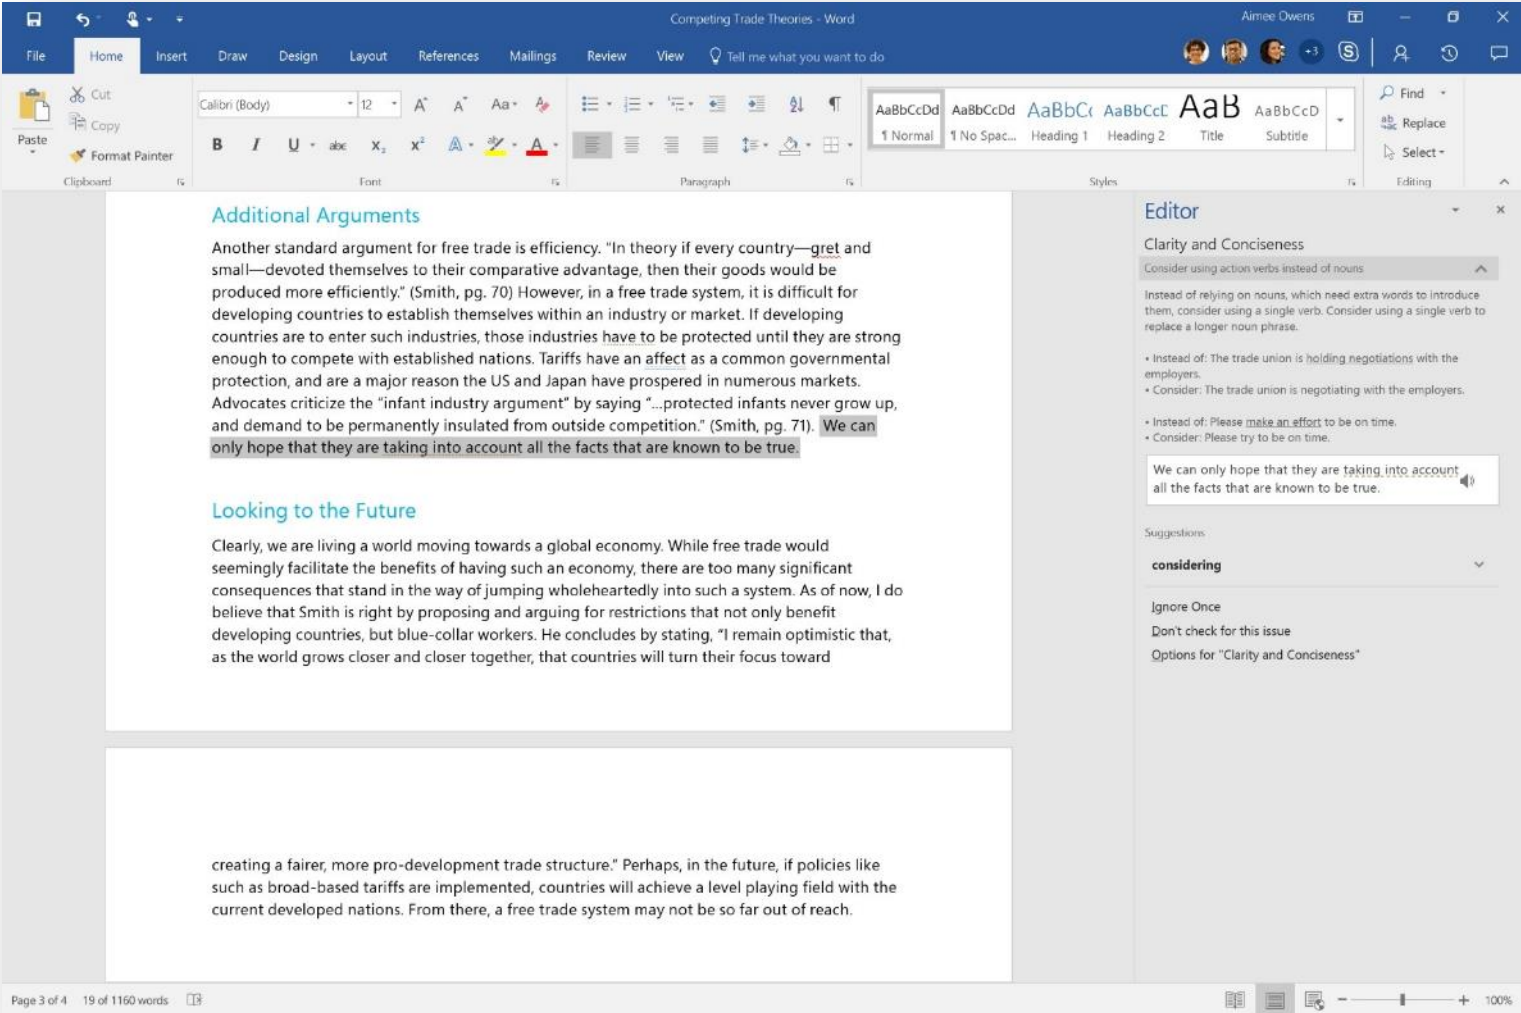 Competing Trade Theories - Word
Aimee Owens
File Home Insert Draw Design Layout References Mailings Review View Tell me what you want to do
+3
Paste
Cut
Copy
Format Painter
Clipboard
Calibri (Body) 12
Aa
B I U abc X₂ X² A A
Font
Paragraph
AaBbCcDd AaBbCcDd AaBbC AaBbCcC AaB AaBbCcD
¶ Normal ¶ No Spac... Heading 1 Heading 2 Title Subtitle
Styles
Find
Replace
Select
Editing
Additional Arguments
Another standard argument for free trade is efficiency. “In theory if every country—gret and
small—devoted themselves to their comparative advantage, then their goods would be
produced more efficiently.” (Smith, pg. 70) However, in a free trade system, it is difficult for
developing countries to establish themselves within an industry or market. If developing
countries are to enter such industries, those industries have to be protected until they are strong
enough to compete with established nations. Tariffs have an affect as a common governmental
protection, and are a major reason the US and Japan have prospered in numerous markets.
Advocates criticize the “infant industry argument” by saying “...protected infants never grow up,
and demand to be permanently insulated from outside competition.” (Smith, pg. 71). We can
only hope that they are taking into account all the facts that are known to be true.
Looking to the Future
Clearly, we are living a world moving towards a global economy. While free trade would
seemingly facilitate the benefits of having such an economy, there are too many significant
consequences that stand in the way of jumping wholeheartedly into such a system. As of now, I do
believe that Smith is right by proposing and arguing for restrictions that not only benefit
developing countries, but blue-collar workers. He concludes by stating, “I remain optimistic that,
as the world grows closer and closer together, that countries will turn their focus toward
creating a fairer, more pro-development trade structure.” Perhaps, in the future, if policies like
such as broad-based tariffs are implemented, countries will achieve a level playing field with the
current developed nations. From there, a free trade system may not be so far out of reach.
Editor
Clarity and Conciseness
Consider using action verbs instead of nouns
Instead of relying on nouns, which need extra words to introduce
them, consider using a single verb. Consider using a single verb to
replace a longer noun phrase.
• Instead of: The trade union is holding negotiations with the
employers.
• Consider: The trade union is negotiating with the employers.
• Instead of: Please make an effort to be on time.
• Consider: Please try to be on time.
We can only hope that they are taking into account
all the facts that are known to be true.
Suggestions
considering
Ignore Once
Don't check for this issue
Options for "Clarity and Conciseness"
Page 3 of 4 19 of 1160 words
100%